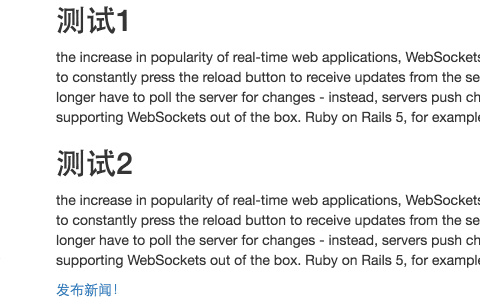 测试1
the increase in popularity of real-time web applications, WebSockets
to constantly press the reload button to receive updates from the se
longer have to poll the server for changes - instead, servers push ch
supporting WebSockets out of the box. Ruby on Rails 5, for example
测试2
the increase in popularity of real-time web applications, WebSockets
to constantly press the reload button to receive updates from the se
longer have to poll the server for changes - instead, servers push ch
supporting WebSockets out of the box. Ruby on Rails 5, for example
发布新闻！